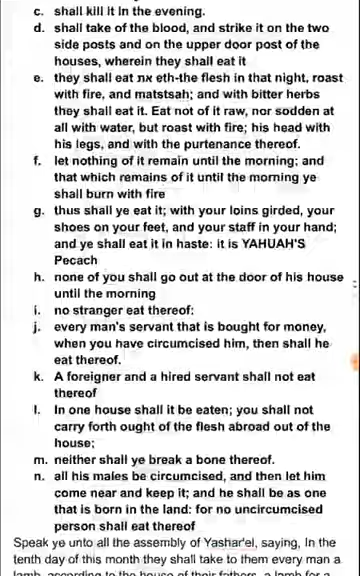 c. shall kill it in the evening.
d. shall take of the blood, and strike it on the two
side posts and on the upper door post of the
houses, wherein they shall eat it
e. they shall eat את eth-the flesh in that night, roast
with fire, and matstsah; and with bitter herbs
they shall eat it. Eat not of it raw, nor sodden at
all with water, but roast with fire; his head with
his legs, and with the purtenance thereof.
f. let nothing of it remain until the morning; and
that which remains of it until the morning ye
shall burn with fire
g. thus shall ye eat it; with your loins girded, your
shoes on your feet, and your staff in your hand;
and ye shall eat it in haste: it is YAHUAH'S
Pecach
h. none of you shall go out at the door of his house
until the morning
i. no stranger eat thereof:
j. every man's servant that is bought for money,
when you have circumcised him, then shall he
eat thereof.
k. A foreigner and a hired servant shall not eat
thereof
l. In one house shall it be eaten; you shall not
carry forth ought of the flesh abroad out of the
house;
m. neither shall ye break a bone thereof.
n. all his males be circumcised, and then let him
come near and keep it; and he shall be as one
that is born in the land: for no uncircumcised
person shall eat thereof
Speak ye unto all the assembly of Yashar'el, saying, In the
tenth day of this month they shall take to them every man a
lamb, according to the house of their fathers, a lamb for a